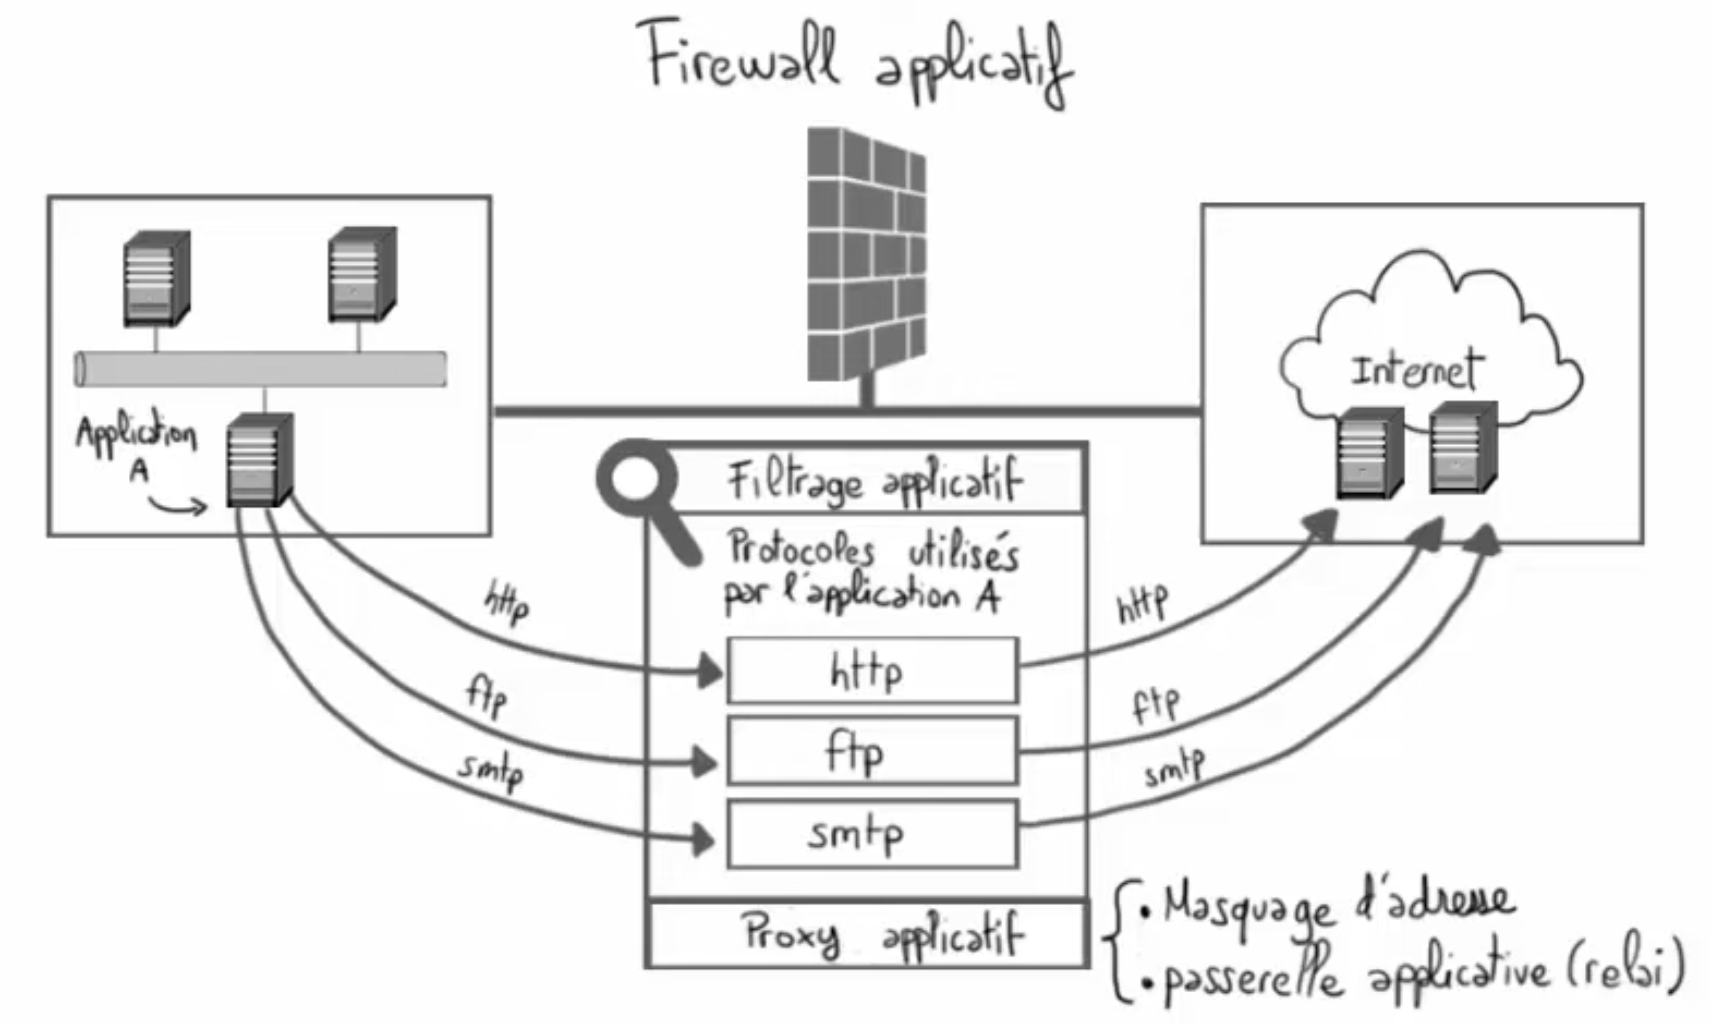 Firewall applicatif
Application
A
Internet
Filtrage applicatif
Protocoles utilisés
par l'application A
http
http
http
ftp
ftp
ftp
smtp
smtp
smtp
Proxy applicatif
• Masquage d'adresse
• passerelle applicative (relai)